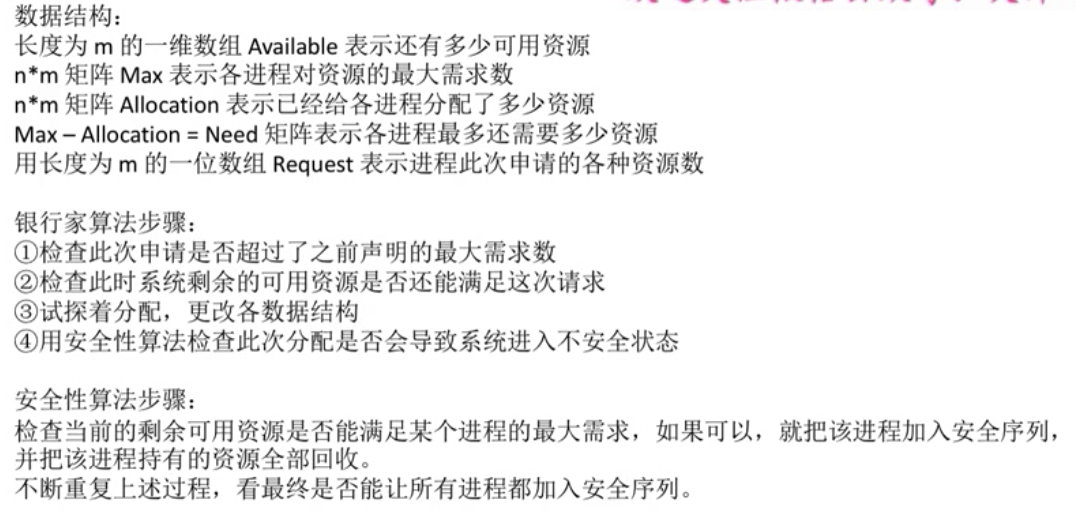 数据结构：
长度为 m 的一维数组 Available 表示还有多少可用资源
n*m 矩阵 Max 表示各进程对资源的最大需求数
n*m 矩阵 Allocation 表示已经给各进程分配了多少资源
Max – Allocation = Need 矩阵表示各进程最多还需要多少资源
用长度为 m 的一位数组 Request 表示进程此次申请的各种资源数
银行家算法步骤：
①检查此次申请是否超过了之前声明的最大需求数
②检查此时系统剩余的可用资源是否还能满足这次请求
③试探着分配，更改各数据结构
④用安全性算法检查此次分配是否会导致系统进入不安全状态
安全性算法步骤：
检查当前的剩余可用资源是否能满足某个进程的最大需求，如果可以，就把该进程加入安全序列，
并把该进程持有的资源全部回收。
不断重复上述过程，看最终是否能让所有进程都加入安全序列。